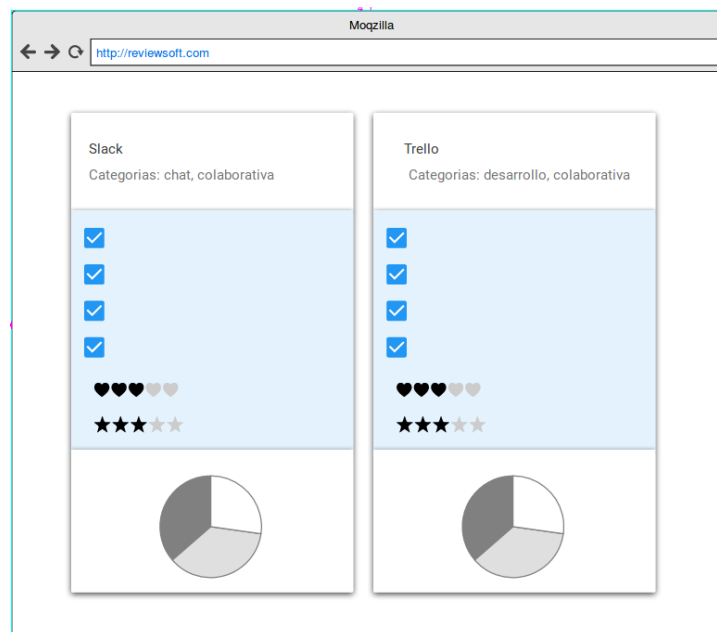 Moqzilla
http://reviewsoft.com
Slack
Categorias: chat, colaborativa
Trello
Categorias: desarrollo, colaborativa